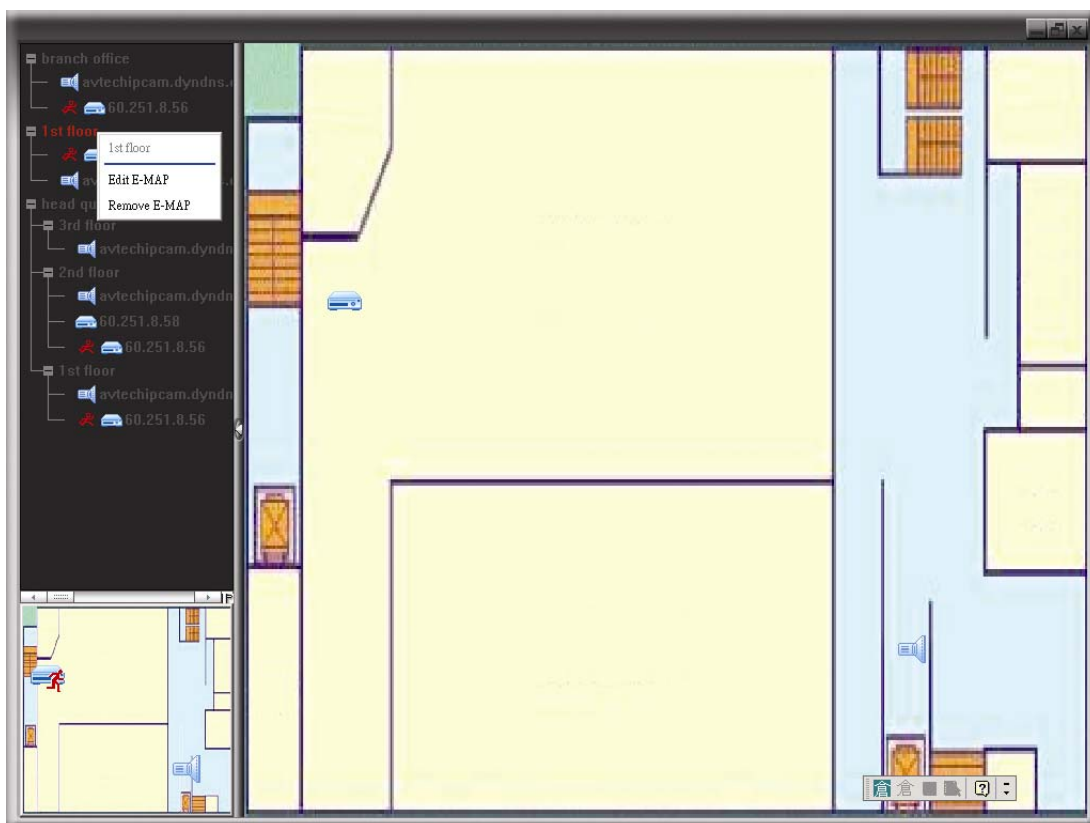 branch office
avtechipcam.dyndns.
60.251.8.56
1st floor
1st floor
Edit E-MAP
Remove E-MAP
head qu
3rd floor
avtechipcam.dyndn
2nd floor
avtechipcam.dyndn
60.251.8.58
60.251.8.56
1st floor
avtechipcam.dyndn
60.251.8.56
倉 倉